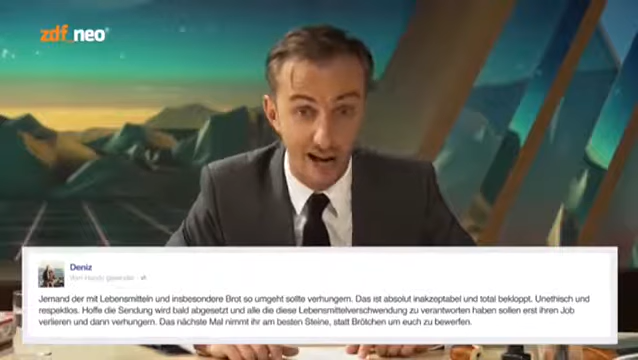 zdf_neo
Deniz
Vom Handy gesendet ·
Jemand der mit Lebensmitteln und insbesondere Brot so umgeht sollte verhungern. Das ist absolut inakzeptabel und total bekloppt. Unethisch und
respektlos. Hoffe die Sendung wird bald abgesetzt und alle die diese Lebensmittelverschwendung zu verantworten haben sollen erst ihren Job
verlieren und dann verhungern. Das nächste Mal nimmt ihr am besten Steine, statt Brötchen um euch zu bewerfen.